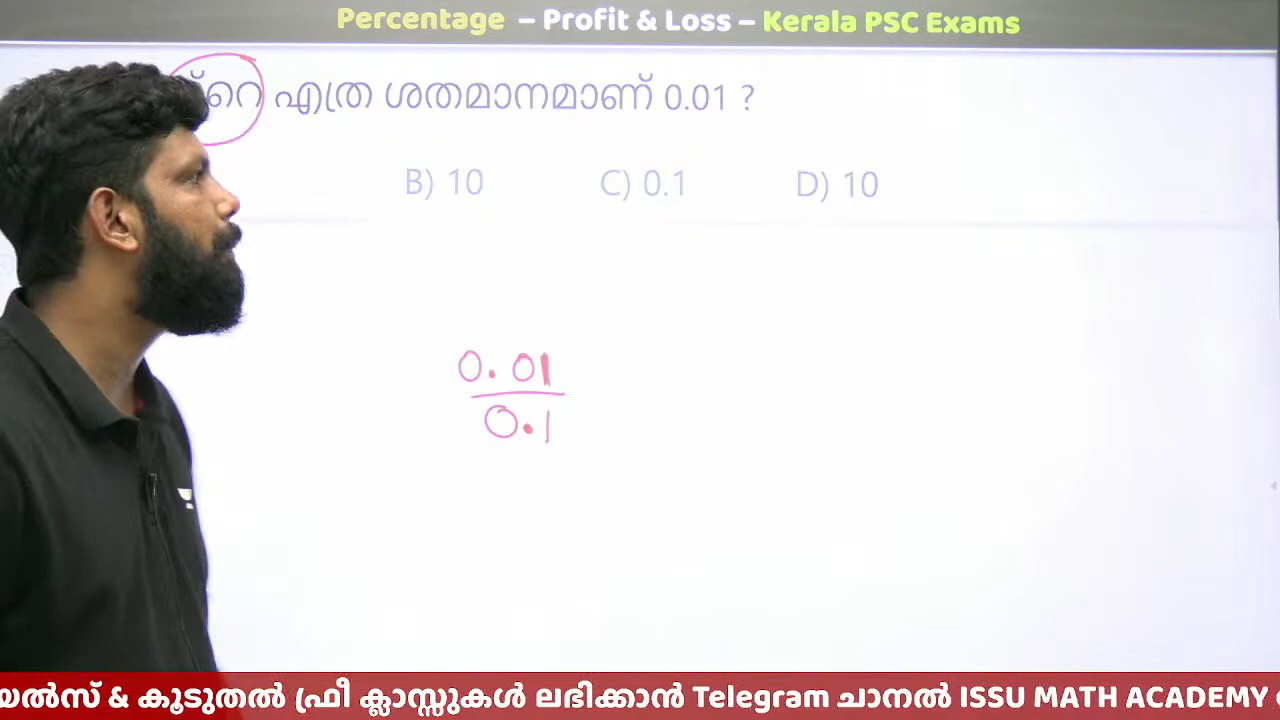 Percentage – Profit & Loss – Kerala PSC Exams
എത്ര ശതമാനമാണ് 0.01 ?
B) 10 C) 0.1 D) 10
0.01
0.1
& കൂടുതൽ ഫ്രീ ക്ലാസ്സുകൾ ലഭിക്കാൻ Telegram ചാനൽ ISSU MATH ACADEMY